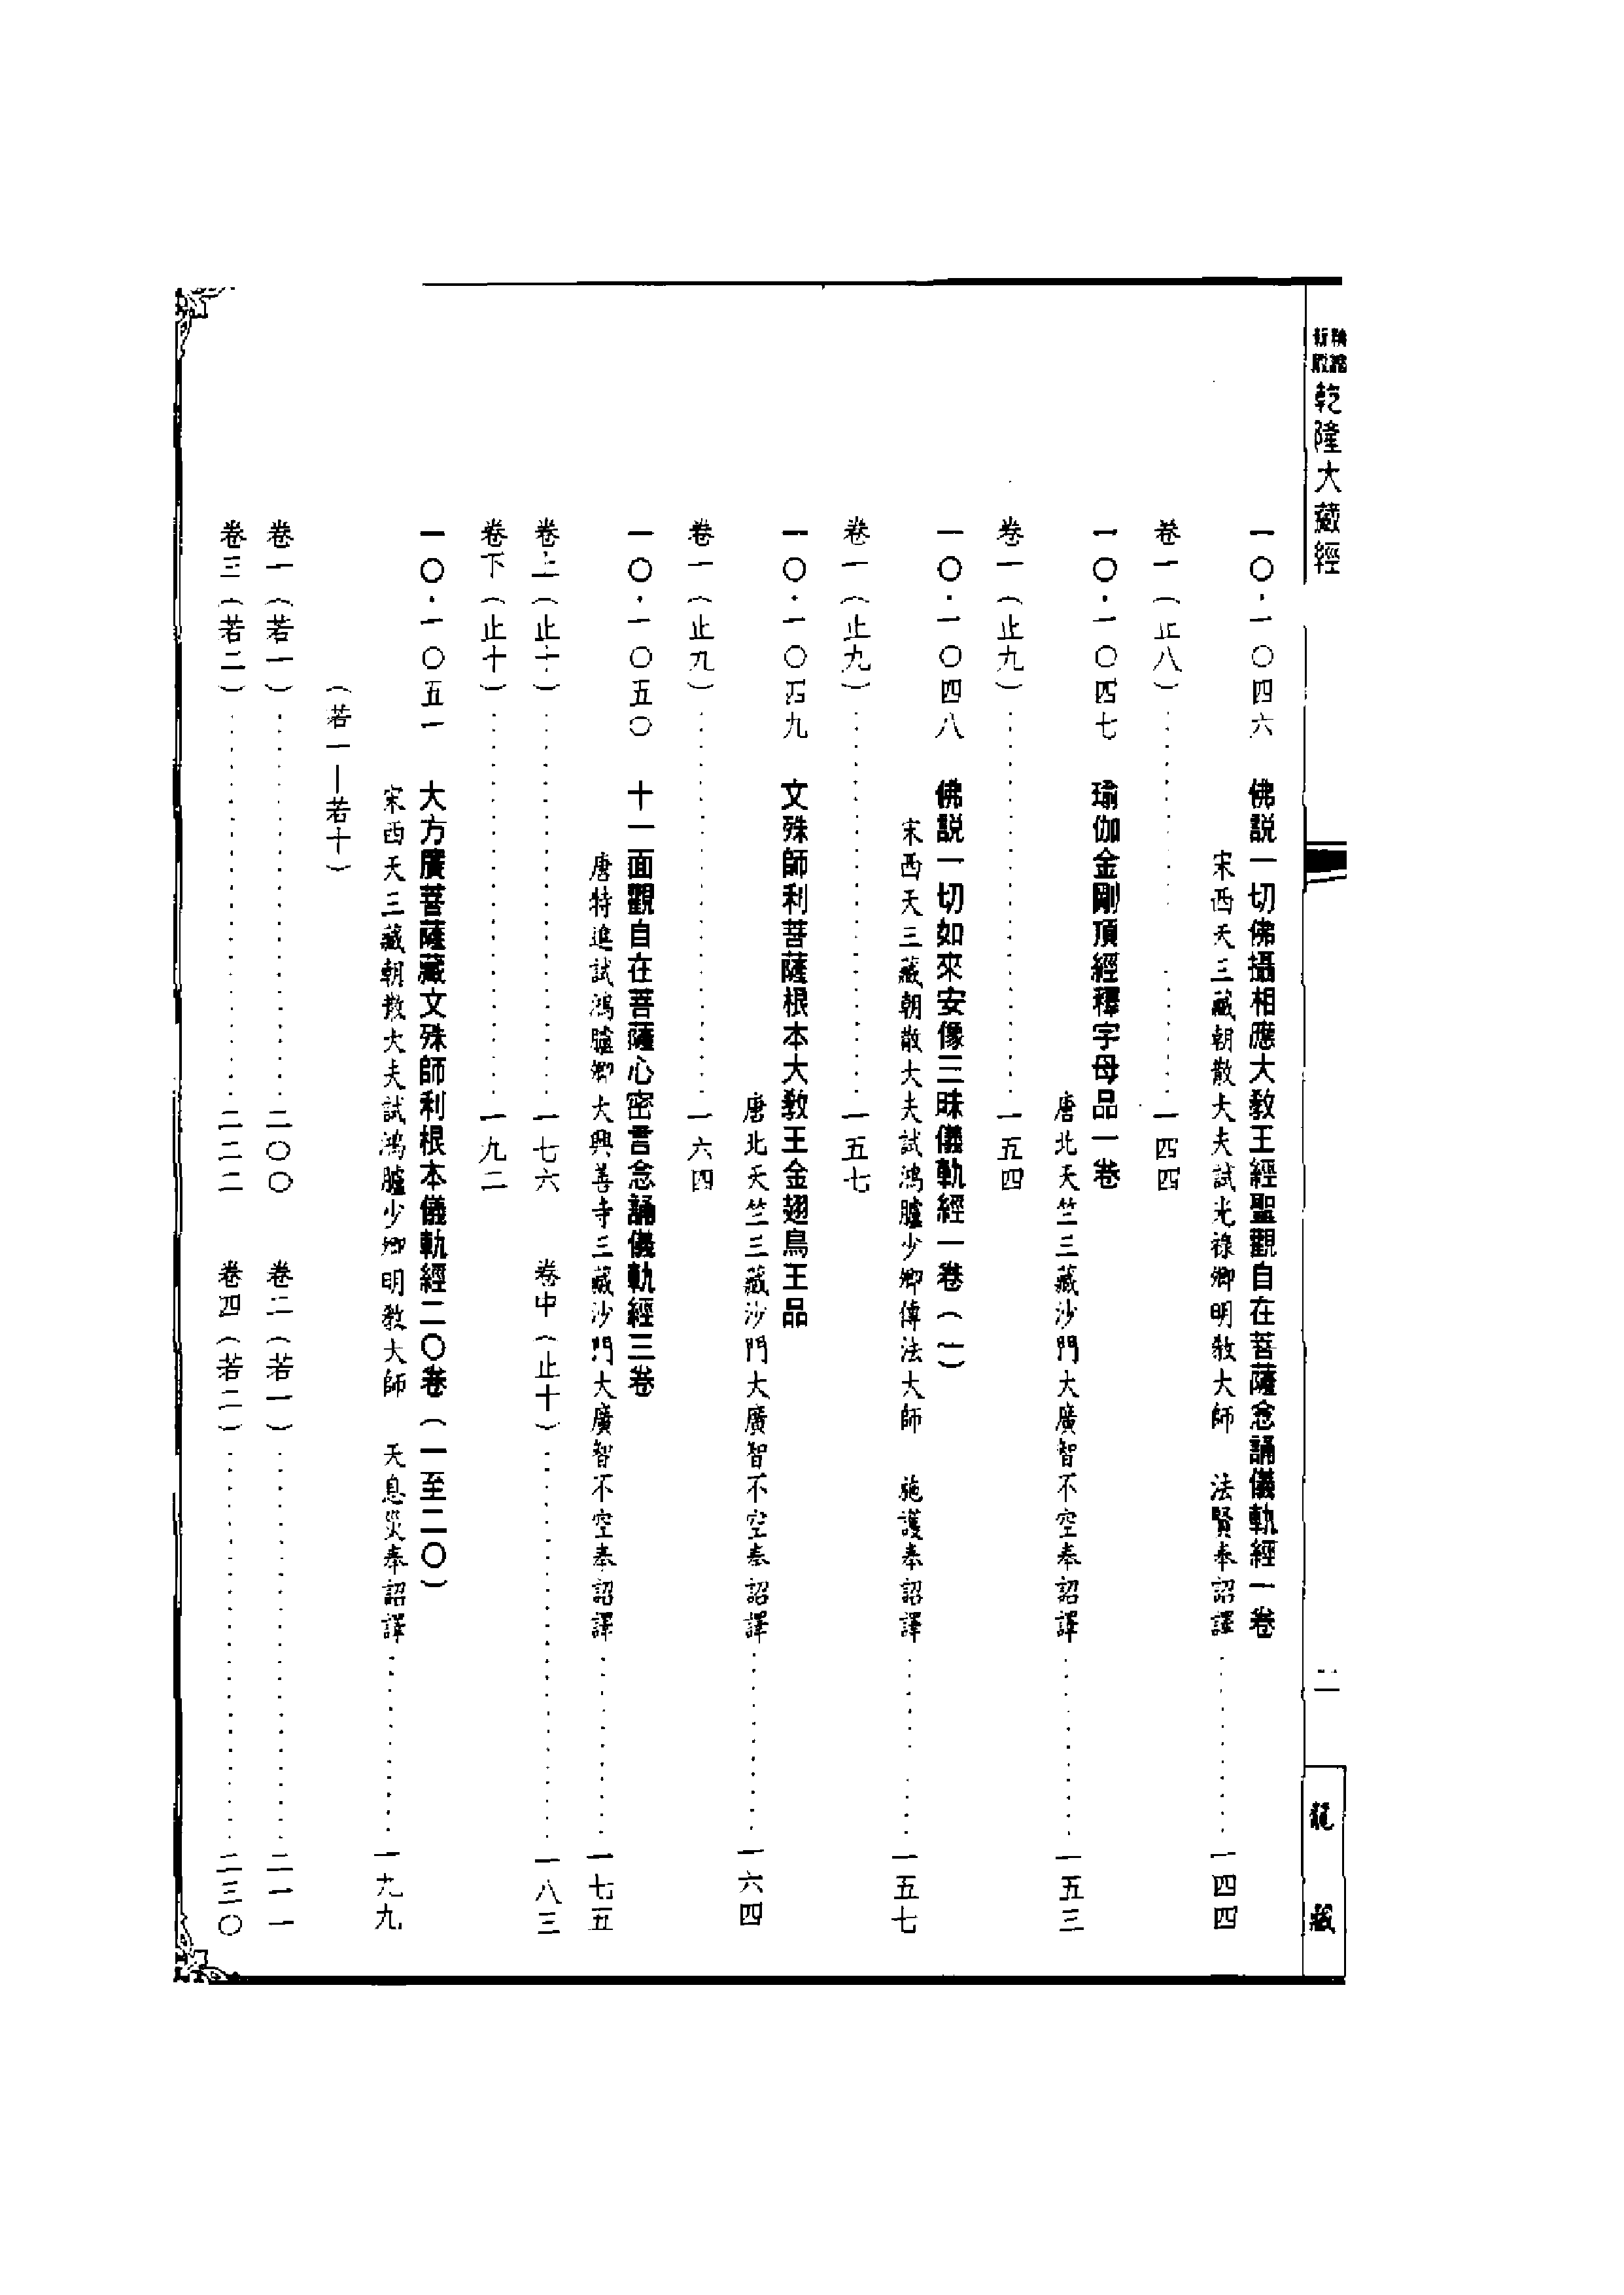 乾隆大藏經
二
龍藏
一〇·一〇四六 佛説一切佛攝相應大教王經聖觀自在菩薩念誦儀軌經一卷
宋西天三藏朝散大夫試光祿卿明教大師 法賢奉詔譯…………一四四
卷一(止八)…………一四四
一〇·一〇四七 瑜伽金剛頂經釋字母品一卷
唐北天竺三藏沙門大廣智不空奉詔譯…………一五三
卷一(止九)…………一五四
一〇·一〇四八 佛説一切如來安像三昧儀軌經一卷(一)
宋西天三藏朝散大夫試鴻臚少卿傳法大師 施護奉詔譯…………一五七
卷一(止九)…………一五七
一〇·一〇四九 文殊師利菩薩根本大教王金翅鳥王品
唐北天竺三藏沙門大廣智不空奉詔譯…………一六四
卷一(止九)…………一六四
一〇·一〇五〇 十一面觀自在菩薩心密言念誦儀軌經三卷
唐特進試鴻臚卿大興善寺三藏沙門大廣智不空奉詔譯…………一七五
卷上(止十)…………一七六 卷中(止十)…………一八三
卷下(止十)…………一九二
一〇·一〇五一 大方廣菩薩藏文殊師利根本儀軌經二〇卷(一至二〇)
宋西天三藏朝散大夫試鴻臚少卿明教大師 天息災奉詔譯…………一九九
(若一—若十)
卷一(若一)…………二〇〇 卷二(若一)…………二一一
卷三(若二)…………二二二 卷四(若二)…………二三〇